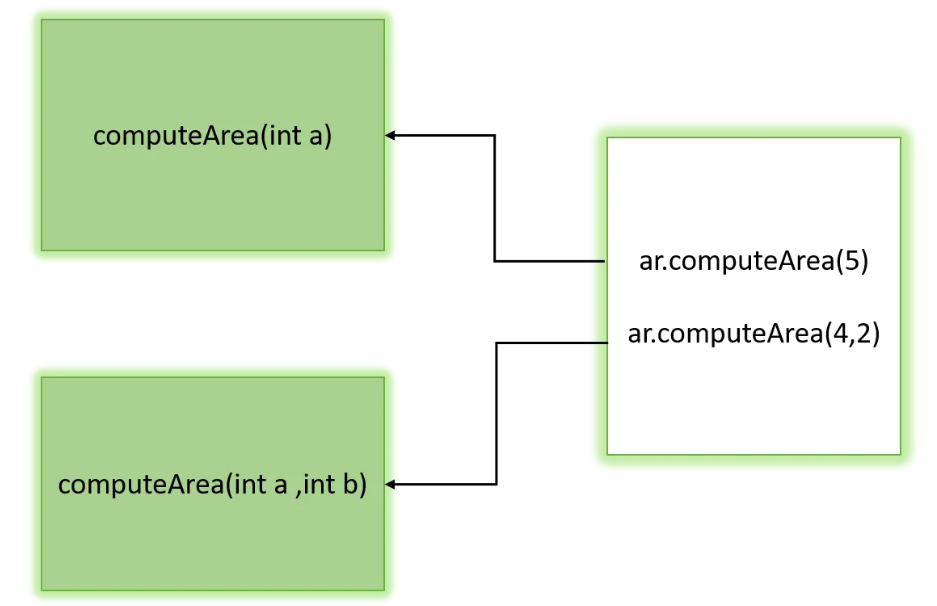 computeArea(int a)
ar.computeArea(5)
ar.computeArea(4,2)
computeArea(int a ,int b)